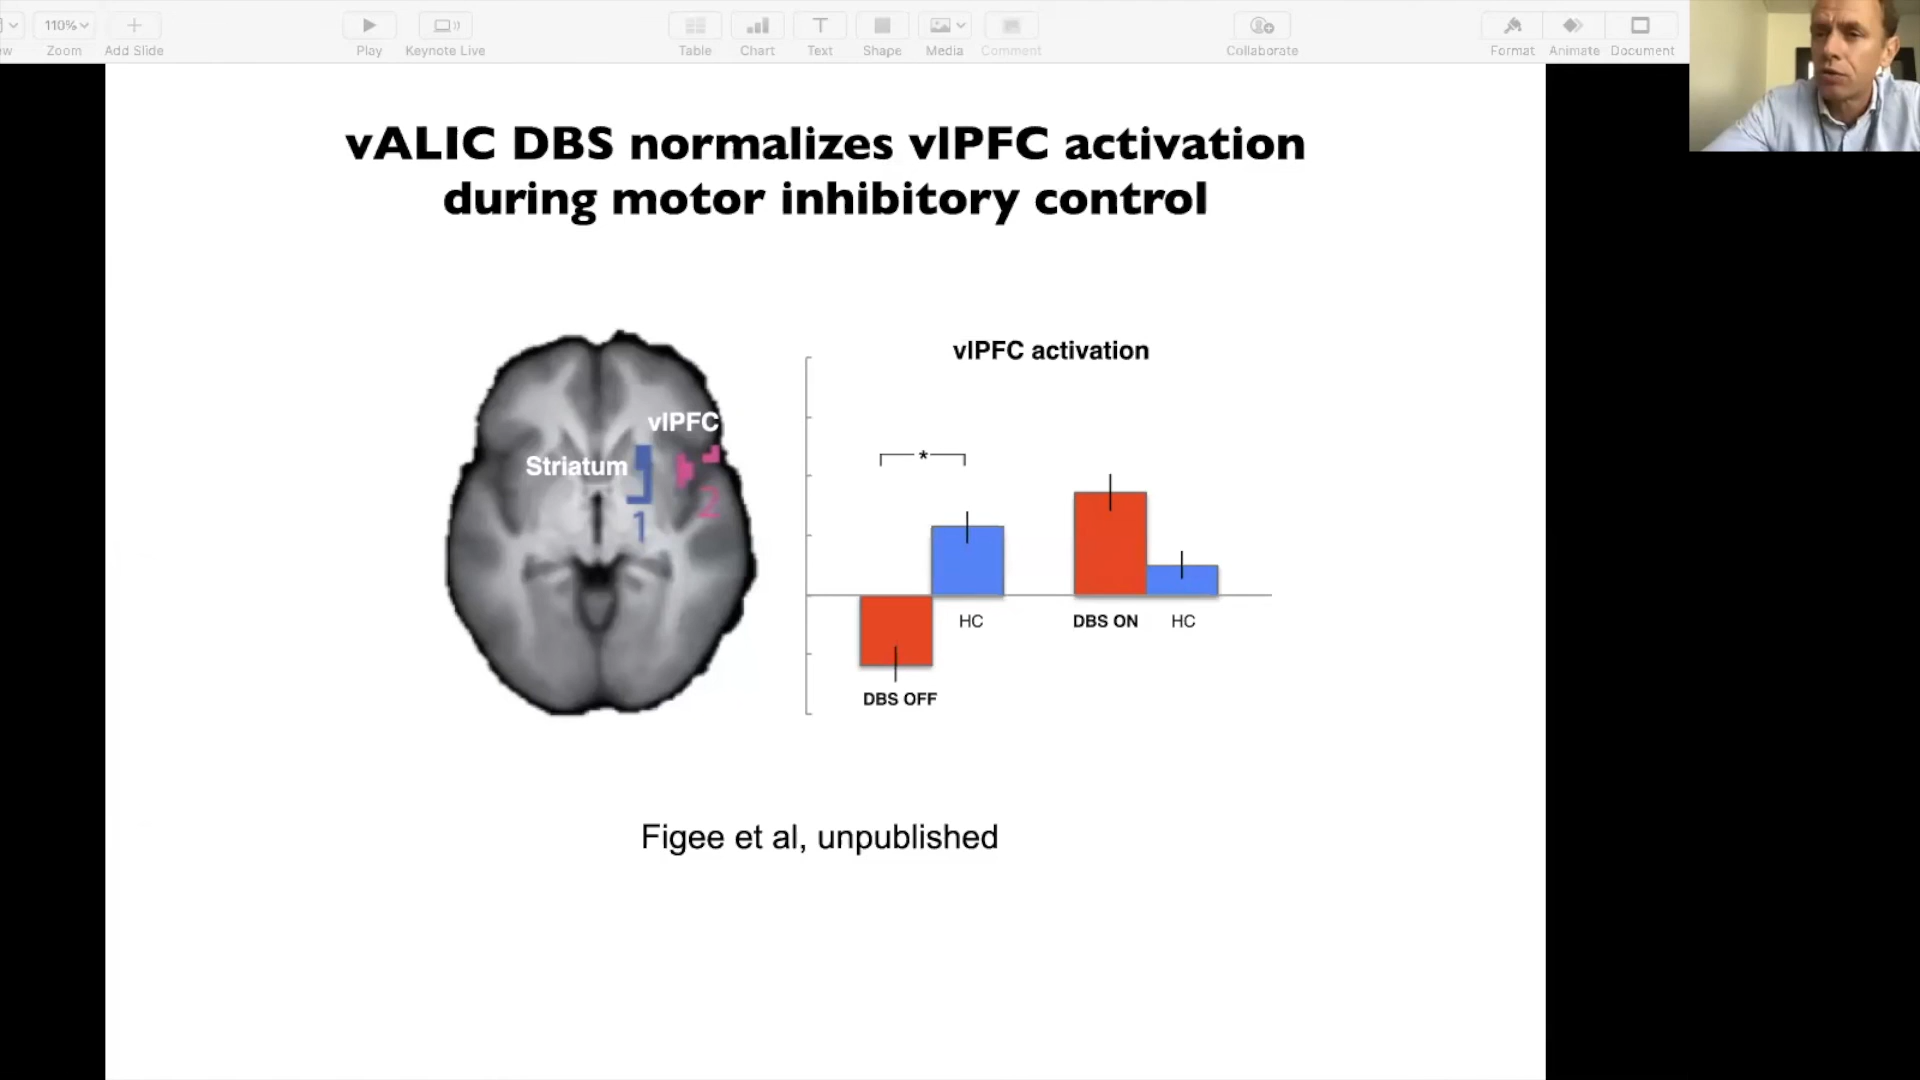 110%
ew
Zoom
Add Slide
Play
Keynote Live
Table
Chart
Text
Shape
Media
Comment
Collaborate
Format
Animate
Document
vALIC DBS normalizes vlPFC activation
during motor inhibitory control
vlPFC
Striatum
1
2
vlPFC activation
*
HC
DBS OFF
DBS ON
HC
Figee et al, unpublished